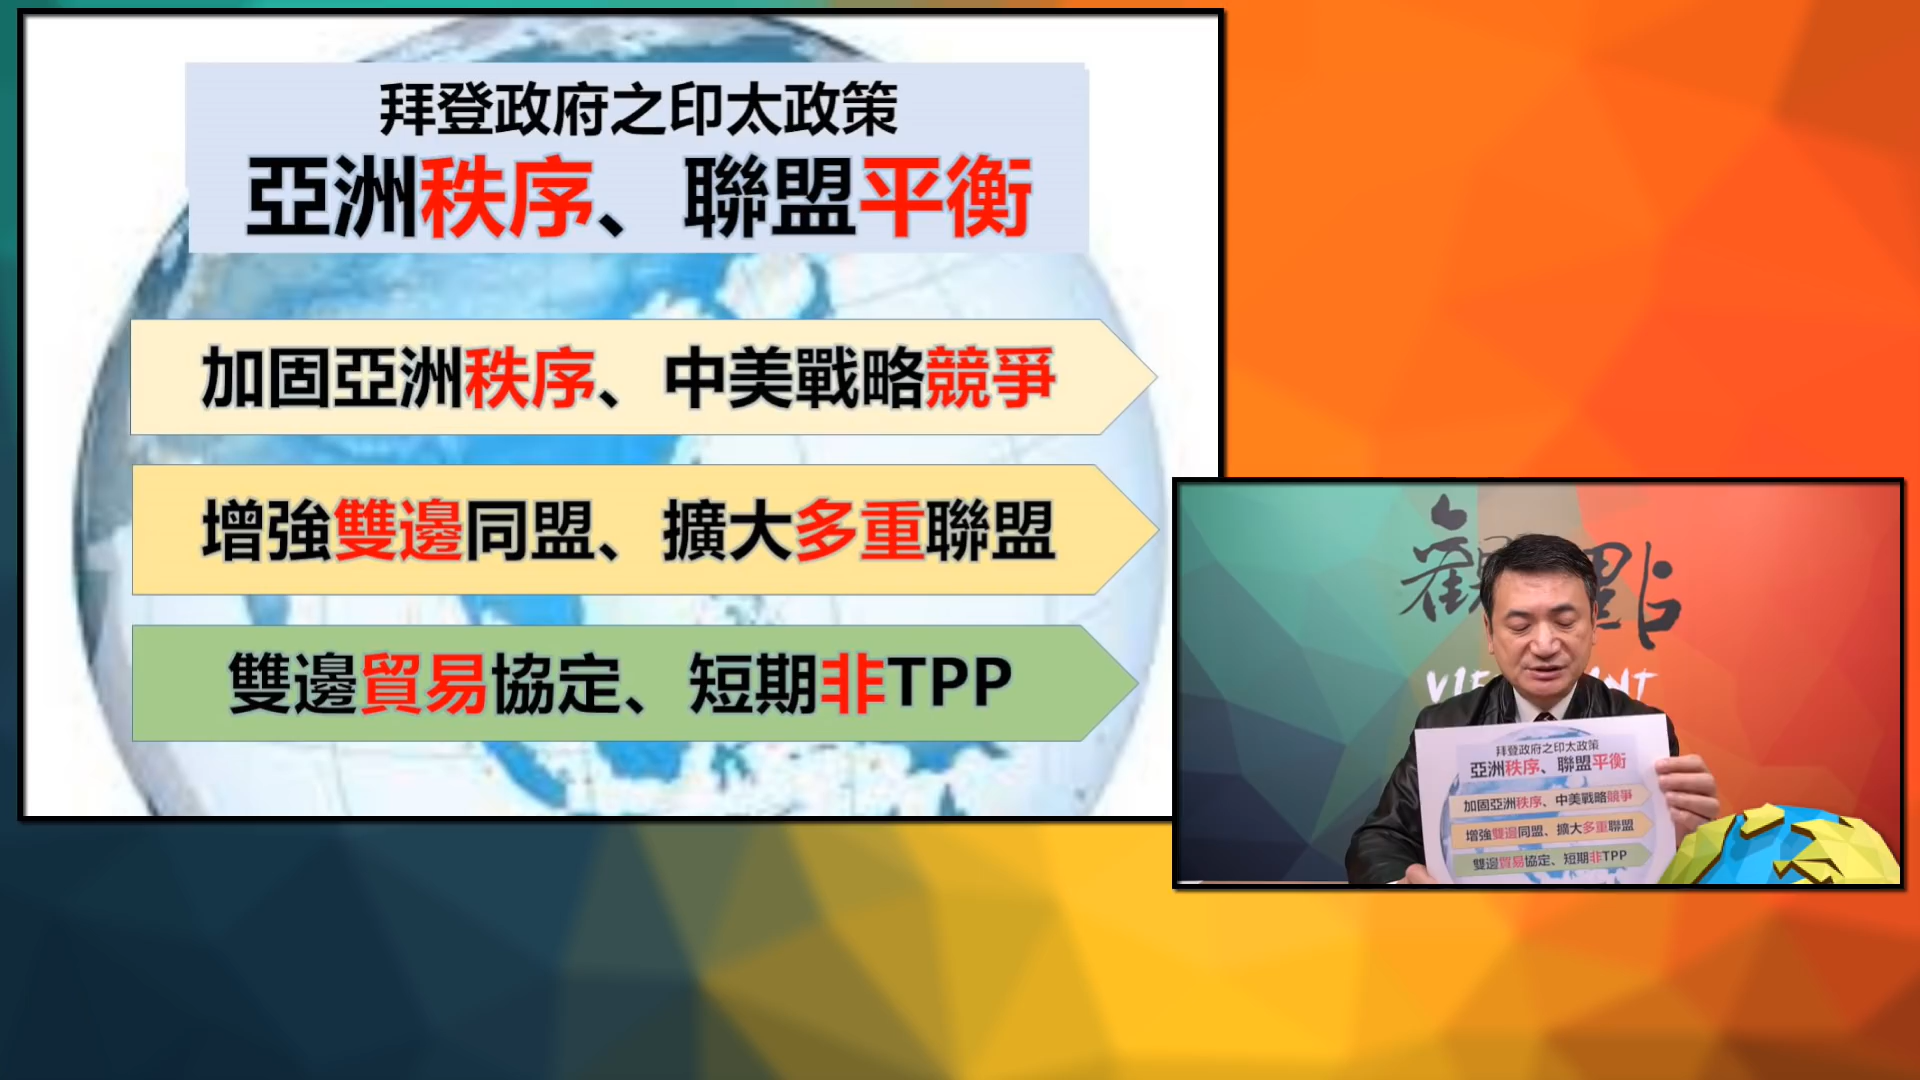 拜登政府之印太政策
亞洲秩序、聯盟平衡
加固亞洲秩序、中美戰略競爭
增強雙邊同盟、擴大多重聯盟
雙邊貿易協定、短期非TPP
觀點
拜登政府之印太政策
亞洲秩序、聯盟平衡
加固亞洲秩序、中美戰略競爭
增強雙邊同盟、擴大多重聯盟
雙邊貿易協定、短期非TPP